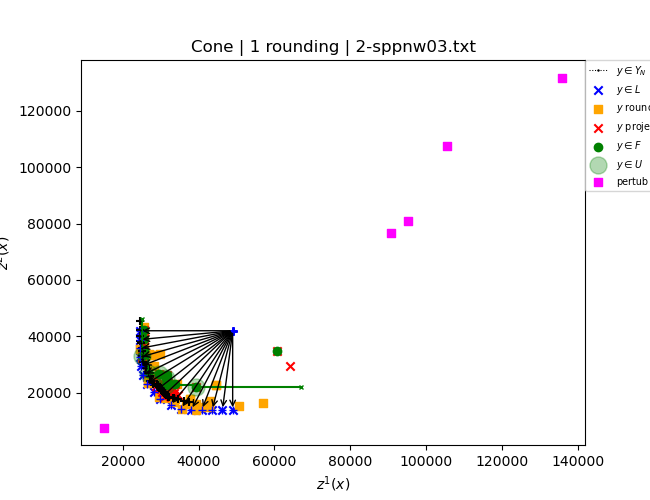 Cone | 1 rounding | 2-sppnw03.txt
120000
100000
80000
60000
40000
20000
20000 40000 60000 80000 100000 120000 140000
z¹(x)
y ∈ Y_N
y ∈ L
y roun
y proje
y ∈ F
y ∈ U
pertub